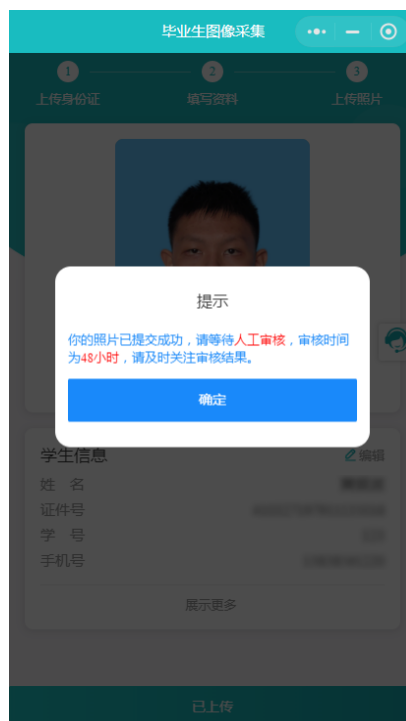 毕业生图像采集
1 2 3
上传身份证 填写资料 上传照片
提示
你的照片已提交成功，请等待人工审核，审核时间
为48小时，请及时关注审核结果。
确定
学生信息 编辑
姓 名
证件号
学 号
手机号
展示更多
已上传